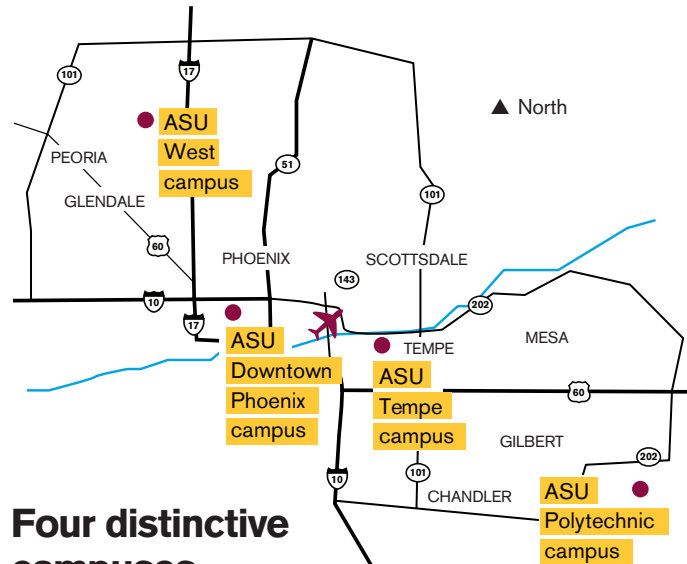 101
17
▲ North
ASU
West
campus
PEORIA
51
GLENDALE
101
60
PHOENIX
SCOTTSDALE
143
10
202
17
ASU
Downtown
Phoenix
campus
TEMPE
MESA
ASU
Tempe
campus
60
GILBERT
202
101
10
CHANDLER
ASU
Polytechnic
campus
Four distinctive
campuses